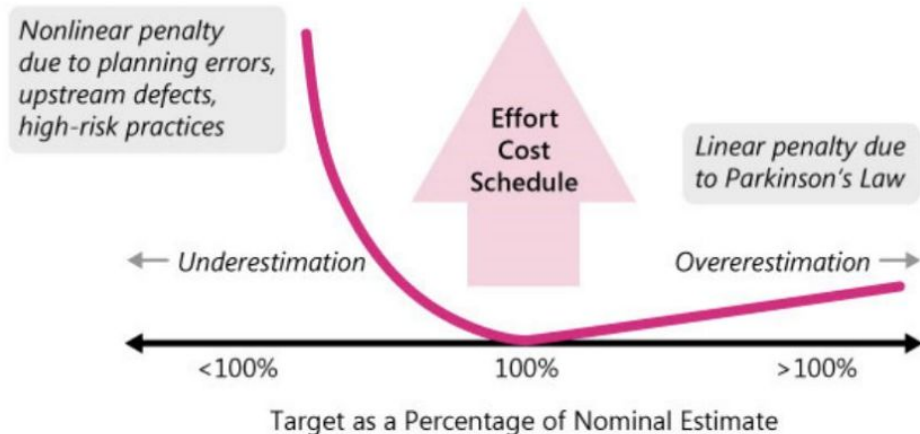 Nonlinear penalty
due to planning errors,
upstream defects,
high-risk practices
Effort
Cost
Schedule
Linear penalty due
to Parkinson's Law
Underestimation
Overerestimation
<100%
100%
>100%
Target as a Percentage of Nominal Estimate